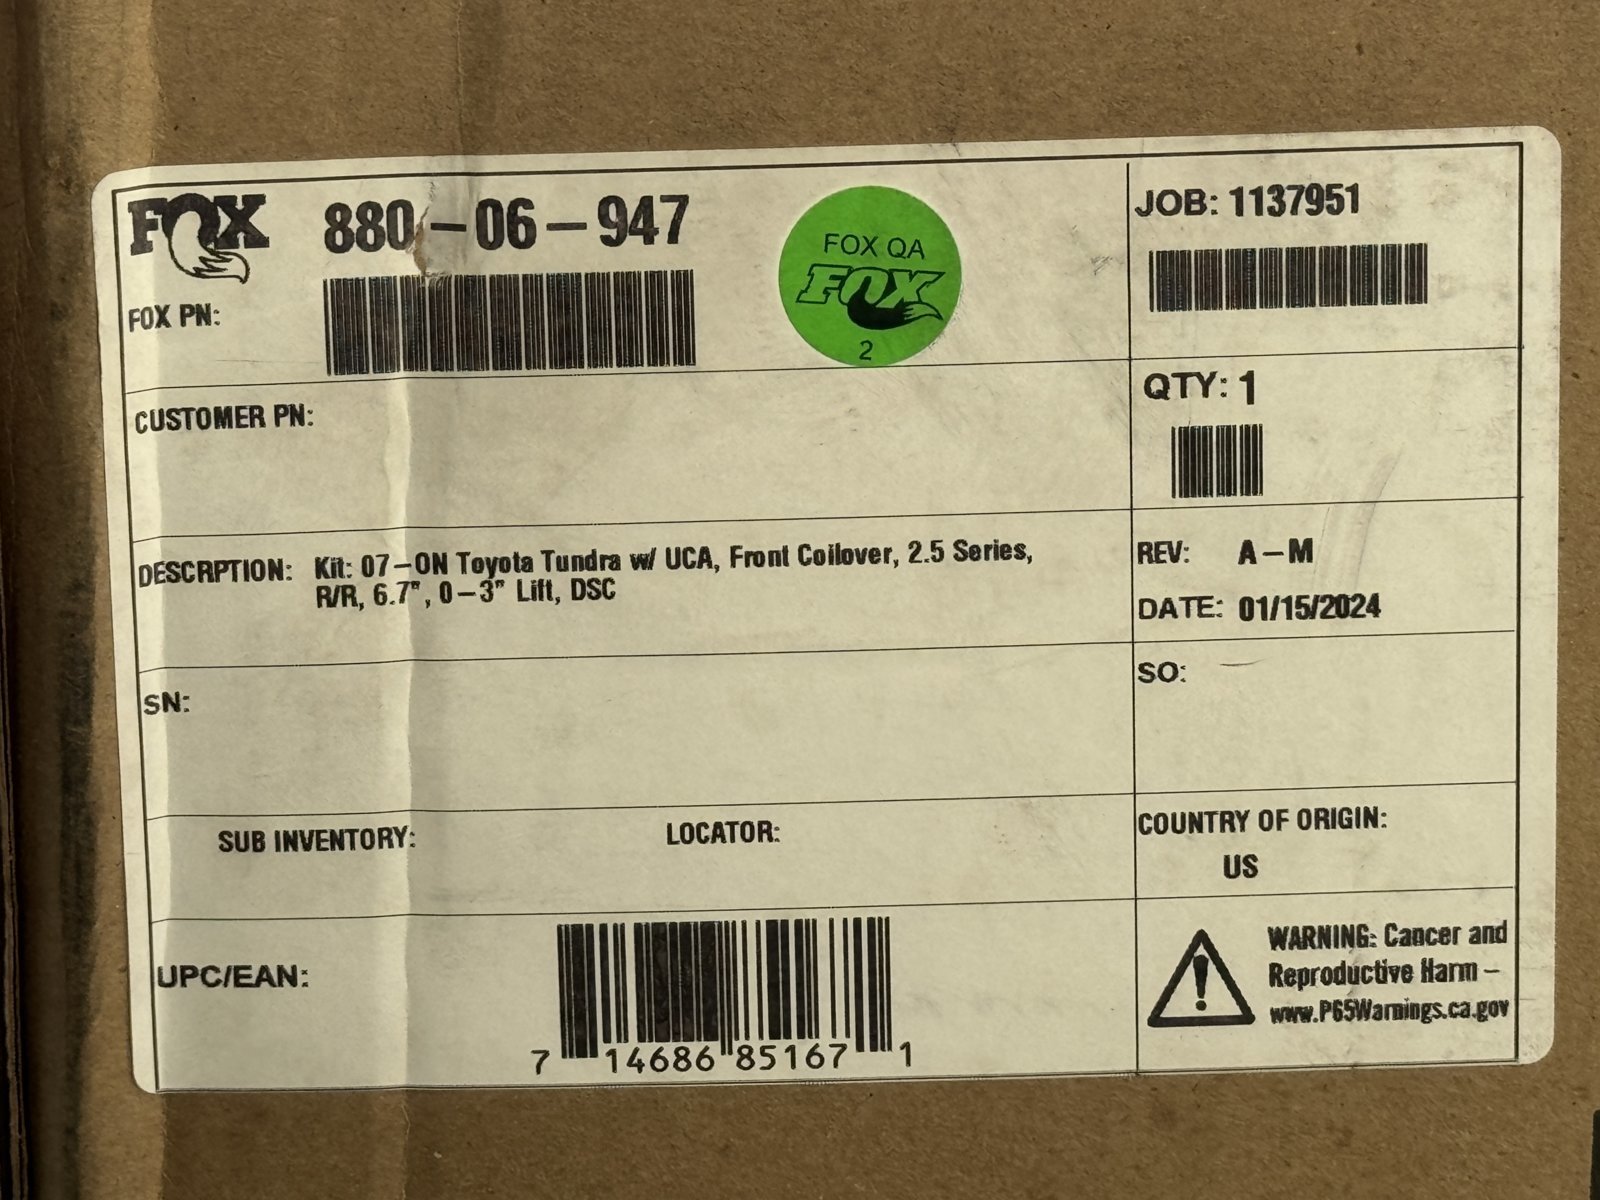 FOX
880-06-947
FOX PN:
FOX QA
FOX
2
JOB: 1137951
CUSTOMER PN:
QTY: 1
DESCRPTION: Kit: 07-ON Toyota Tundra w/ UCA, Front Coilover, 2.5 Series,
R/R, 6.7", 0-3" Lift, DSC
REV: A-M
DATE: 01/15/2024
SN:
SO:
SUB INVENTORY: LOCATOR:
COUNTRY OF ORIGIN:
US
UPC/EAN:
7 14686 85167 1
WARNING: Cancer and
Reproductive Harm -
www.P65Warnings.ca.gov